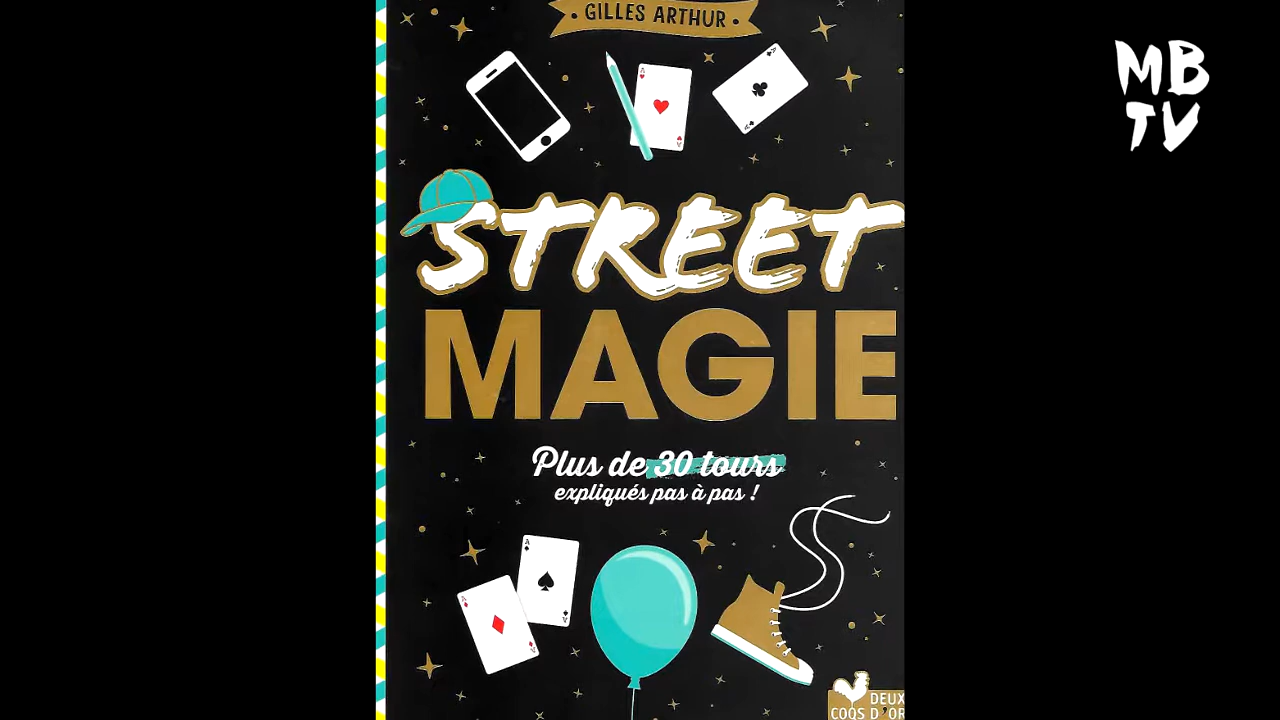 GILLES ARTHUR
MB
TV
STREET
MAGIE
Plus de 30 tours
expliqués pas à pas !
DEUX
COQS D'OR